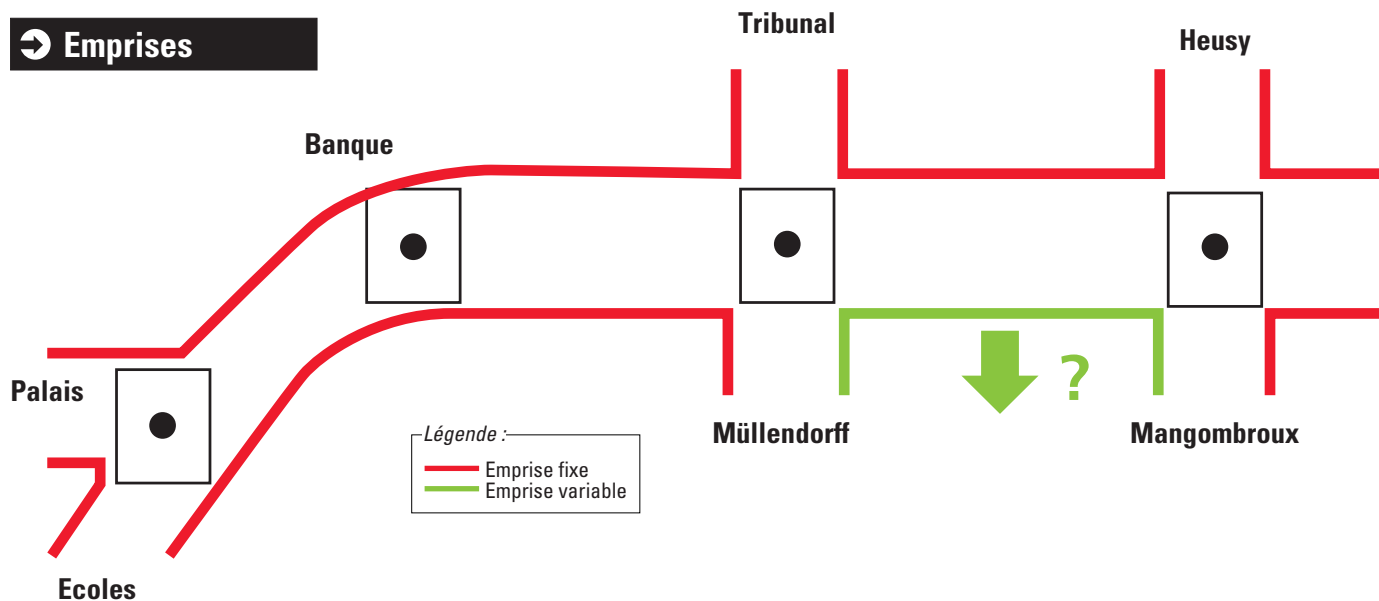 Emprises
Tribunal
Heusy
Banque
Palais
?
Müllendorff
Mangombroux
Légende :
Emprise fixe
Emprise variable
Ecoles